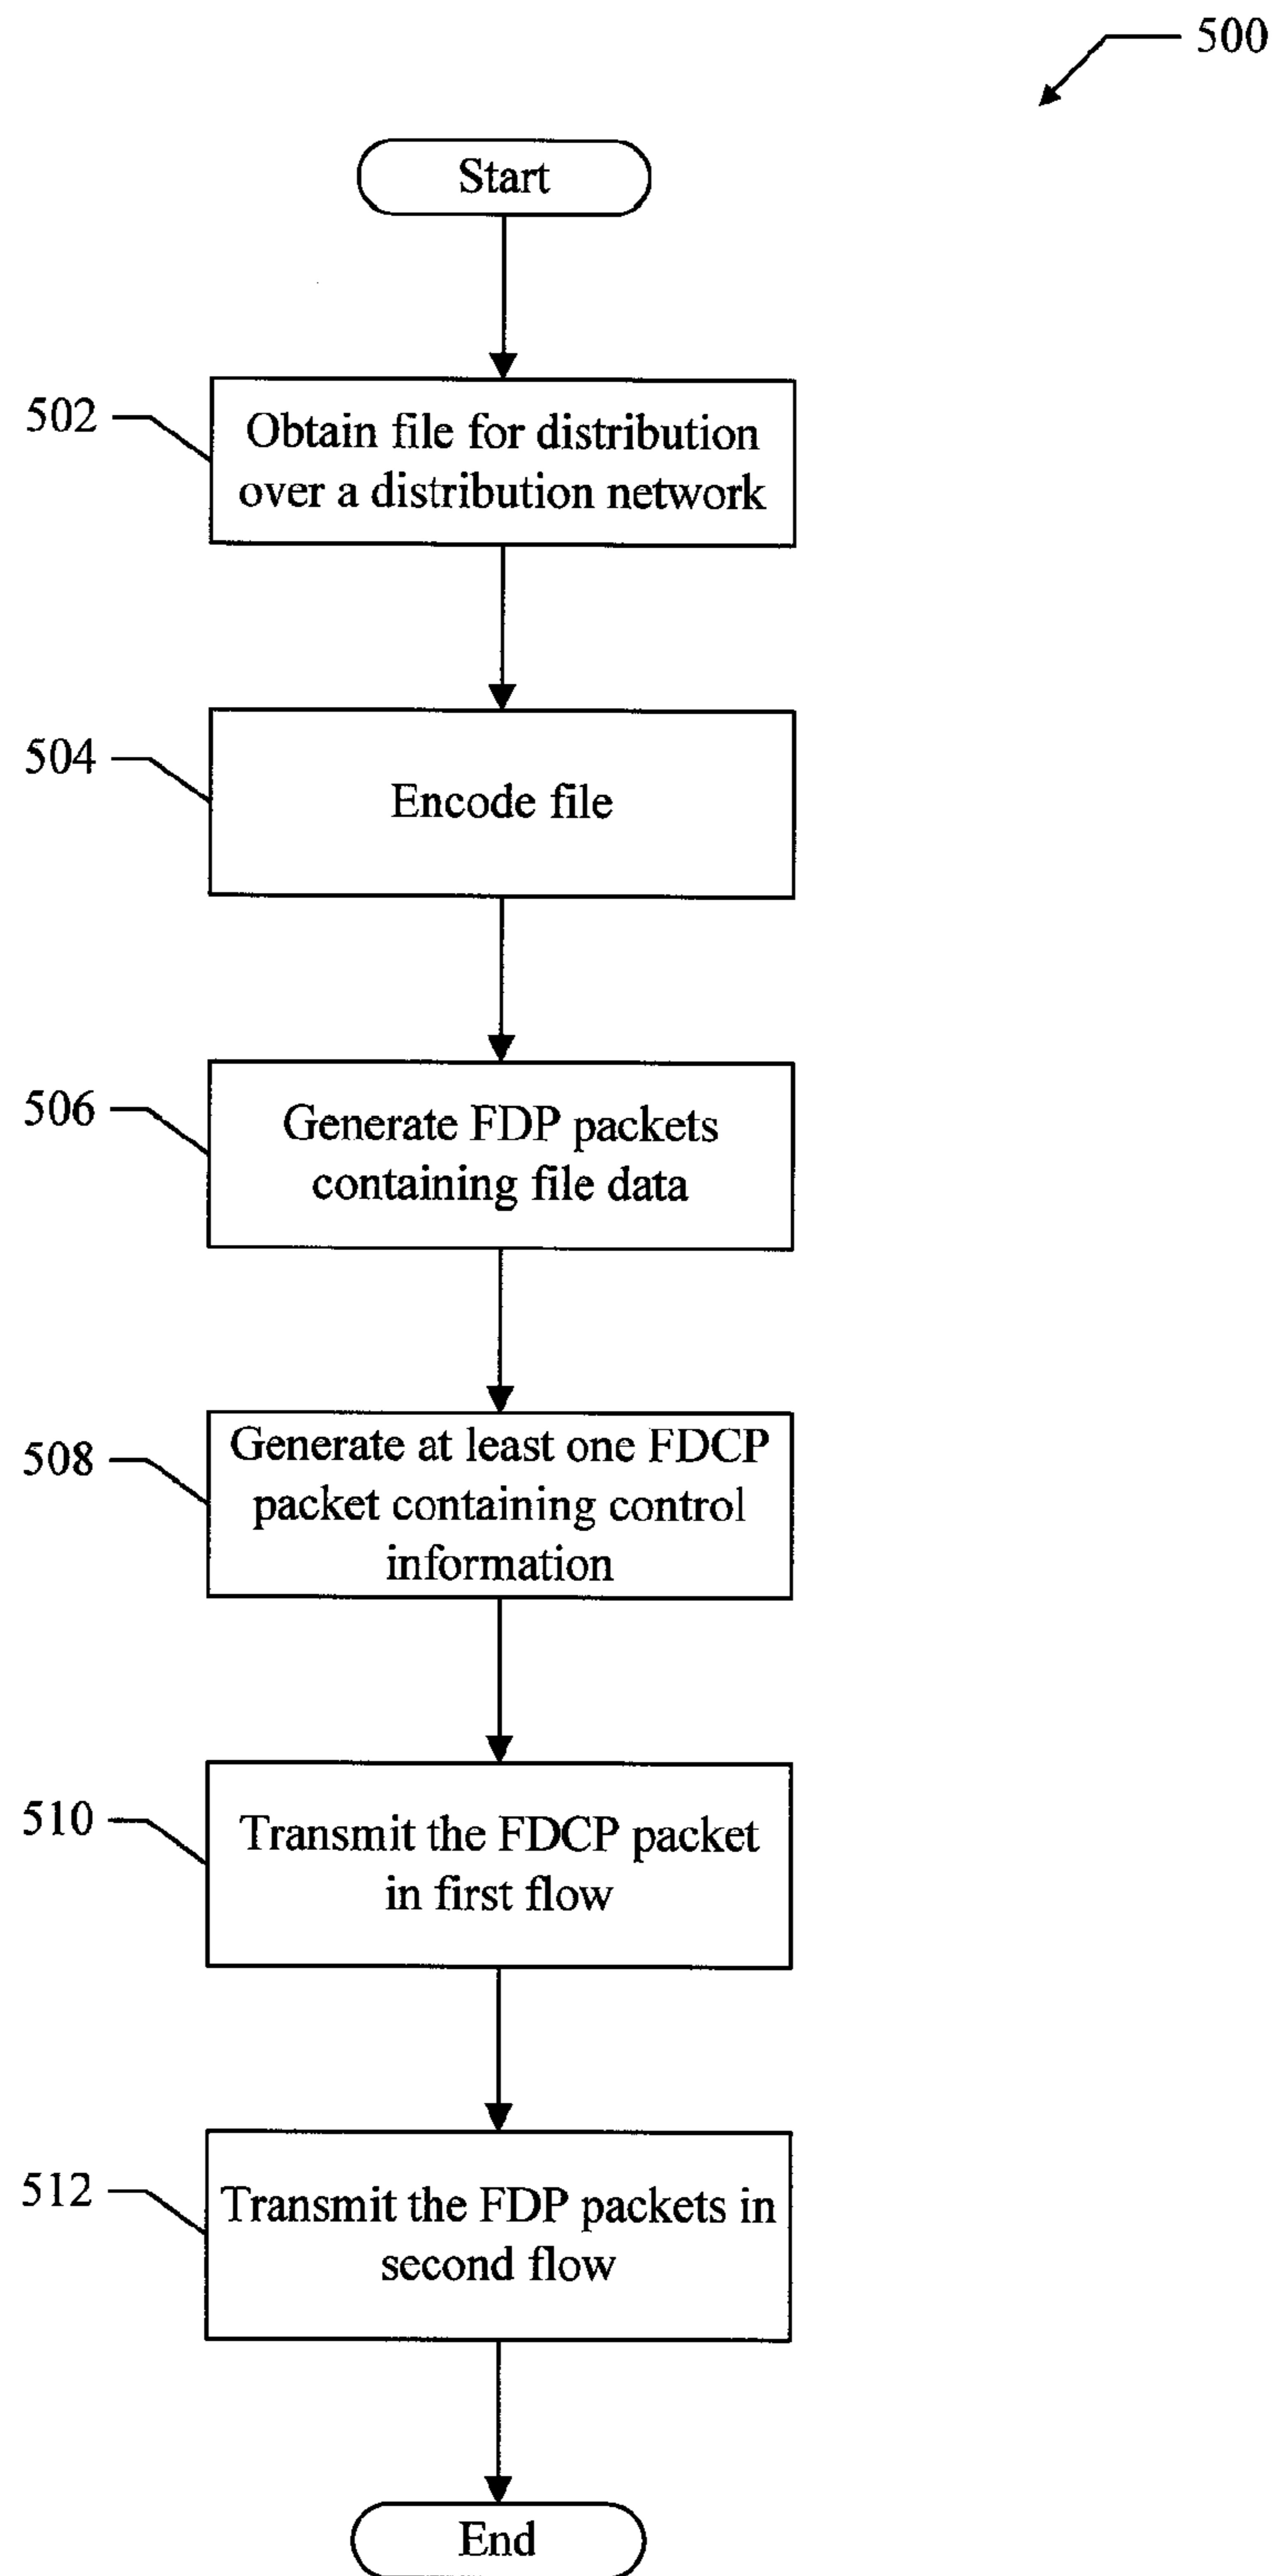 500
Start
502
Obtain file for distribution
over a distribution network
504
Encode file
506
Generate FDP packets
containing file data
508
Generate at least one FDCP
packet containing control
information
510
Transmit the FDCP packet
in first flow
512
Transmit the FDP packets in
second flow
End